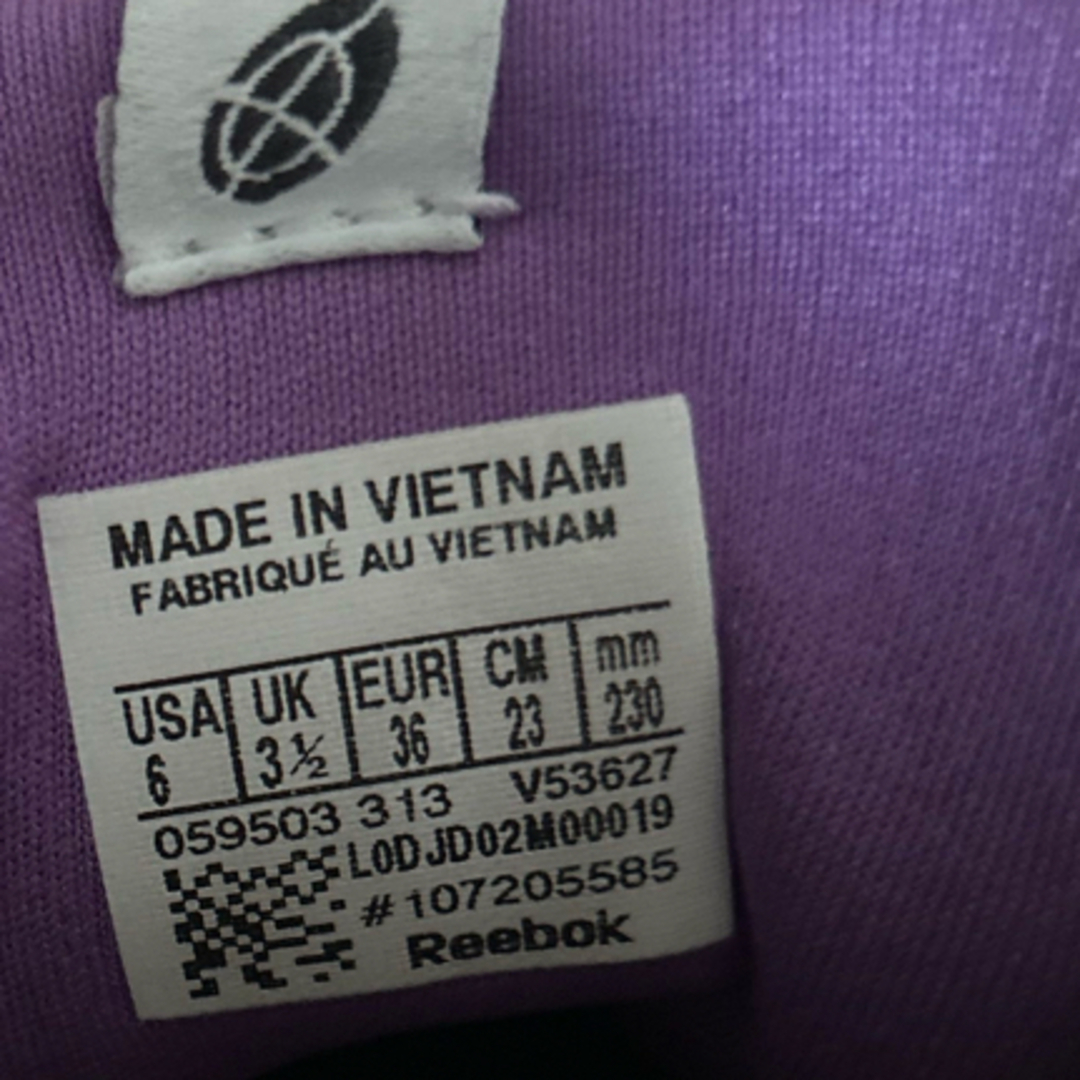 MADE IN VIETNAM
FABRIQUÉ AU VIETNAM
USA UK EUR CM mm
6 3½ 36 23 230
059503 313 V53627
L0DJD02M00019
#107205585
Reebok